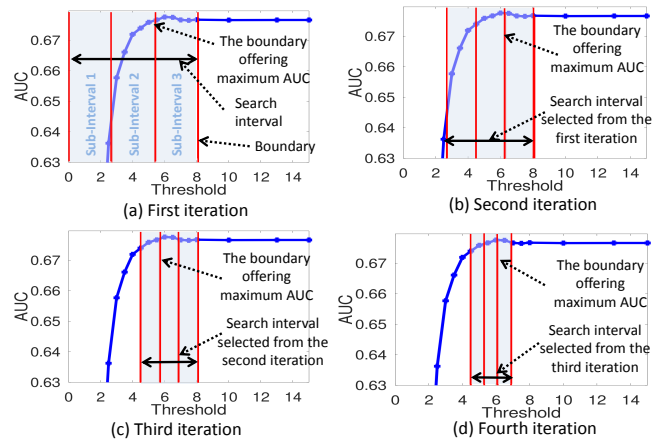 0.67
0.66
0.65
0.64
0.63
AUC
0 2 4 6 8 10 12 14
Threshold
Sub-Interval 1
Sub-Interval 2
Sub-Interval 3
The boundary
offering
maximum AUC
Search
interval
Boundary
(a) First iteration
0.67
0.66
0.65
0.64
0.63
AUC
0 2 4 6 8 10 12 14
Threshold
The boundary
offering
maximum AUC
Search interval
selected from the
first iteration
(b) Second iteration
0.67
0.66
0.65
0.64
0.63
AUC
0 2 4 6 8 10 12 14
Threshold
The boundary
offering
maximum AUC
Search interval
selected from the
second iteration
(c) Third iteration
0.67
0.66
0.65
0.64
0.63
AUC
0 2 4 6 8 10 12 14
Threshold
The boundary
offering
maximum AUC
Search interval
selected from the
third iteration
(d) Fourth iteration